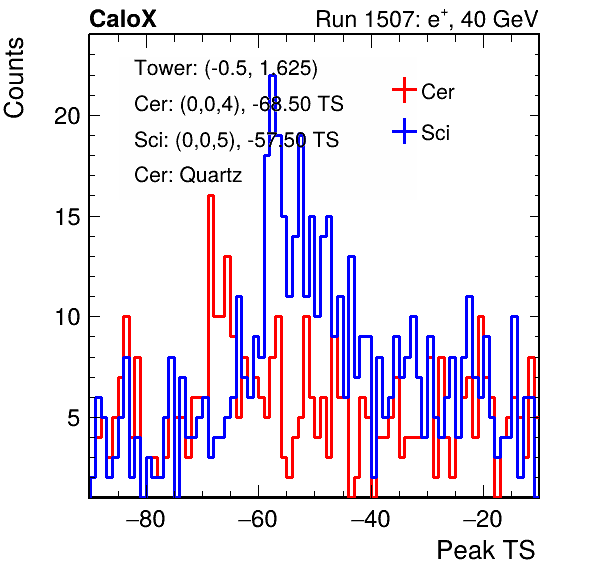 CaloX Run 1507: e⁺, 40 GeV
Counts
Tower: (-0.5, 1.625)
Cer: (0,0,4), -68.50 TS
Sci: (0,0,5), -57.50 TS
Cer: Quartz
Cer
Sci
20
15
10
5
−80 −60 −40 −20
Peak TS